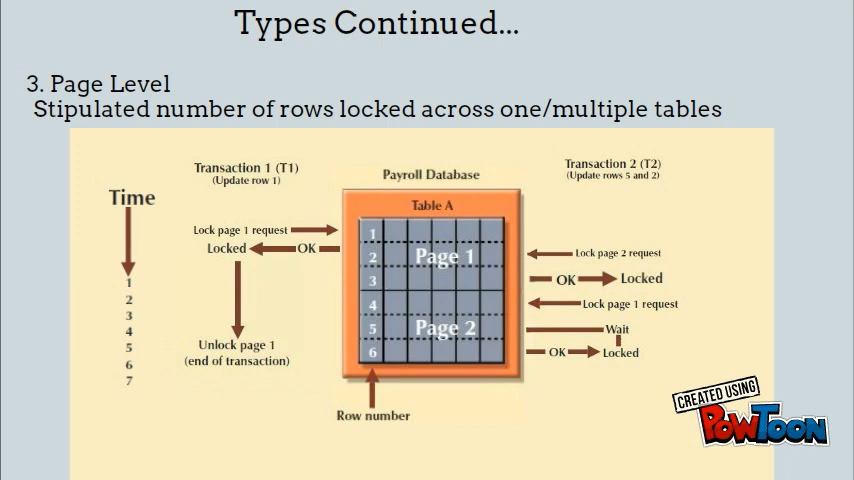 Types Continued...
3. Page Level
Stipulated number of rows locked across one/multiple tables
Transaction 1 (T1)
(Update row 1)
Payroll Database
Transaction 2 (T2)
(Update rows 5 and 2)
Time
Table A
Lock page 1 request
Locked
OK
1
2
3
4
5
6
Page 1
Page 2
Lock page 2 request
OK
Locked
Lock page 1 request
Wait
OK
Locked
1
2
3
4
5
6
7
Unlock page 1
(end of transaction)
Row number
CREATED USING
POWTOON